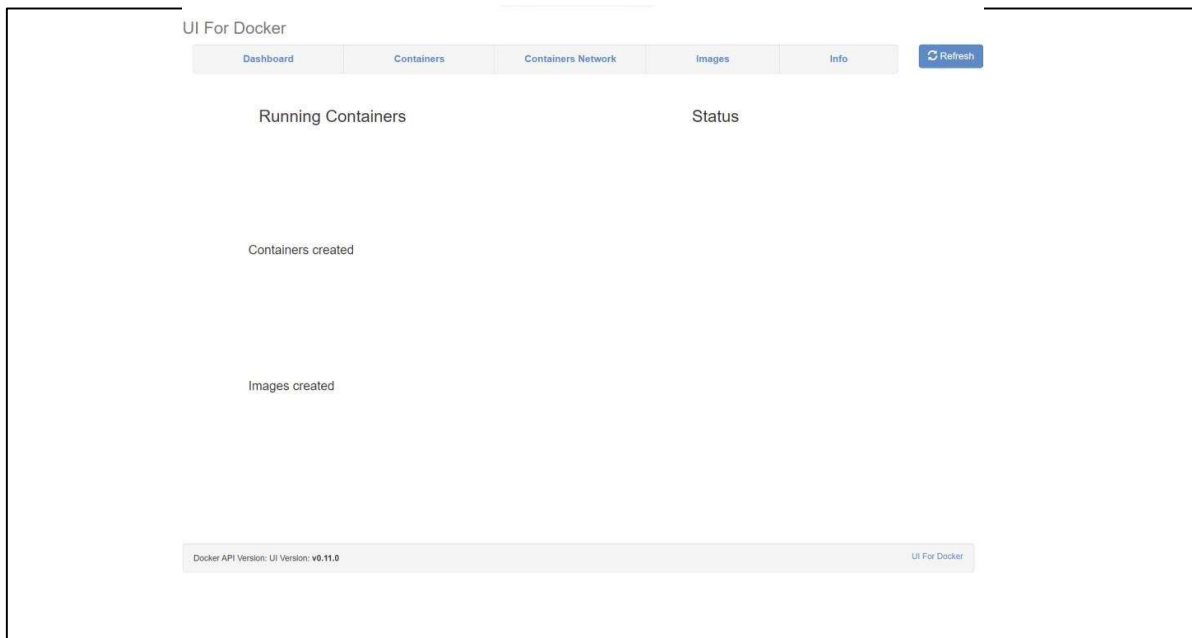 UI For Docker
Dashboard Containers Containers Network Images Info Refresh
Running Containers Status
Containers created
Images created
Docker API Version: UI Version: v0.11.0 UI For Docker